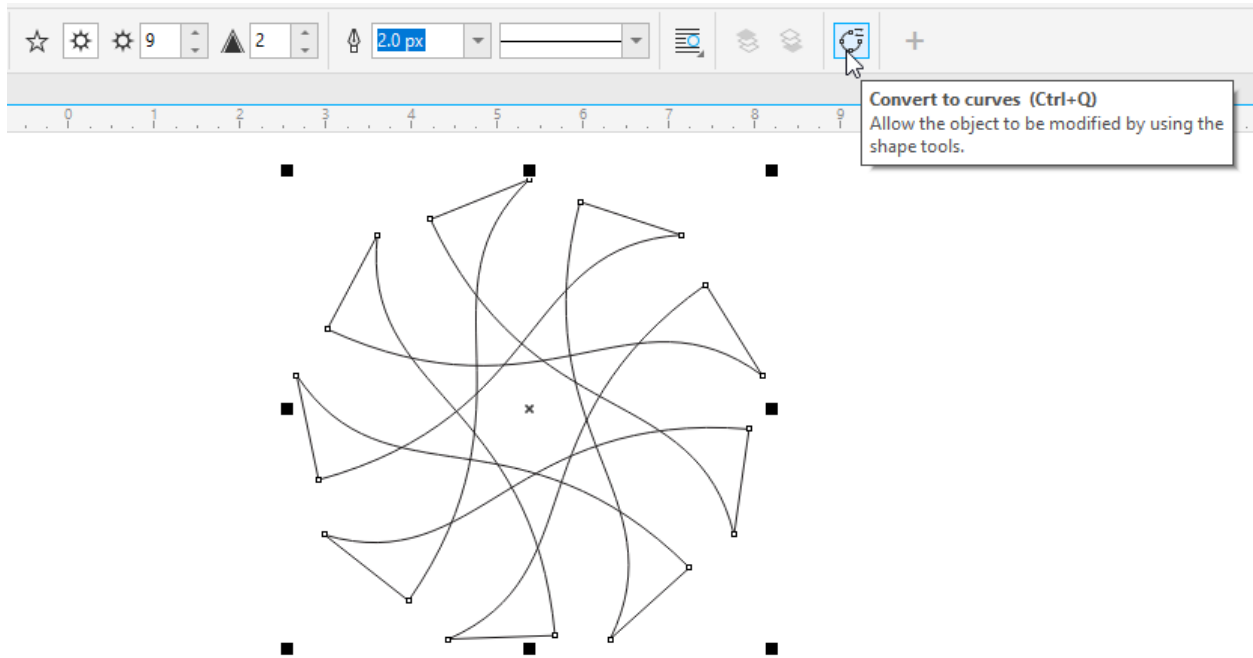 9
2
2.0 px
0 1 2 3 4 5 6 7 8 9
Convert to curves (Ctrl+Q)
Allow the object to be modified by using the
shape tools.